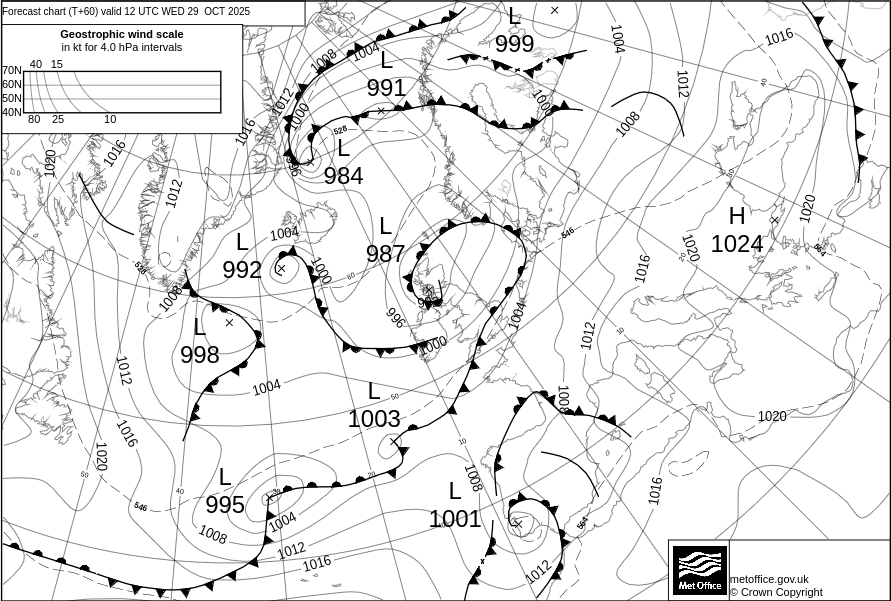 Forecast chart (T+60) valid 12 UTC WED 29 OCT 2025
Geostrophic wind scale
in kt for 4.0 hPa intervals
40 15
70N
60N
50N
40N
80 25 10
L
999
1016
1004
1008
1004
L
991
1012
1012
1000
1000
1008
1016
528
1020
1016
996
L
984
1012
1020
H
1024
L
987
1004
L
992
546
1020
564
1016
528
1000
60
1008
996
1004
L
998
1012
10
1000
1012
1004
L
1003
50
1008
1020
1016
10
1020
50
20
1008
L
995
40
30
546
L
1001
1016
1004
1008
564
1012
1016
1012
Met Office
metoffice.gov.uk
© Crown Copyright